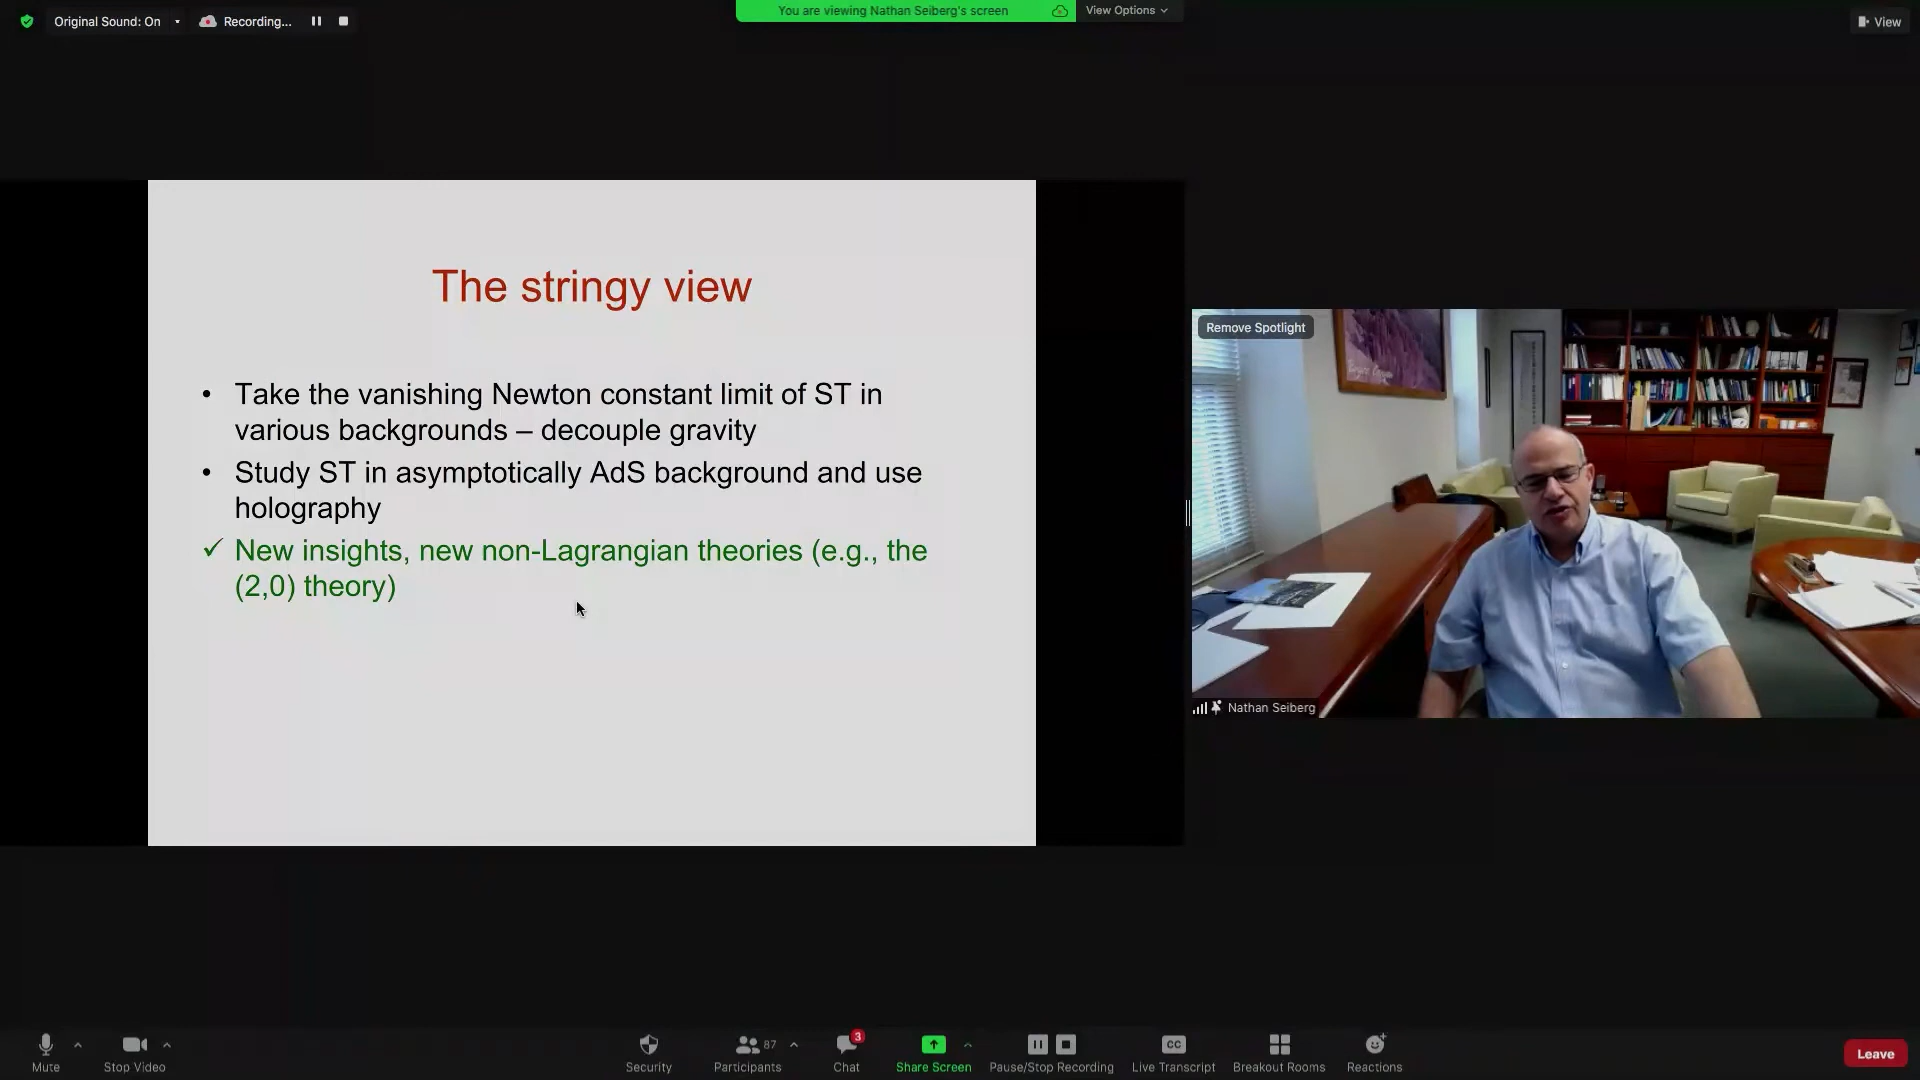 Original Sound: On
Recording...
You are viewing Nathan Seiberg's screen
View Options
View
The stringy view
• Take the vanishing Newton constant limit of ST in
various backgrounds – decouple gravity
• Study ST in asymptotically AdS background and use
holography
✓ New insights, new non-Lagrangian theories (e.g., the
(2,0) theory)
Remove Spotlight
Nathan Seiberg
Mute
Stop Video
Security
87
Participants
3
Chat
Share Screen
Pause/Stop Recording
CC
Live Transcript
Breakout Rooms
Reactions
Leave